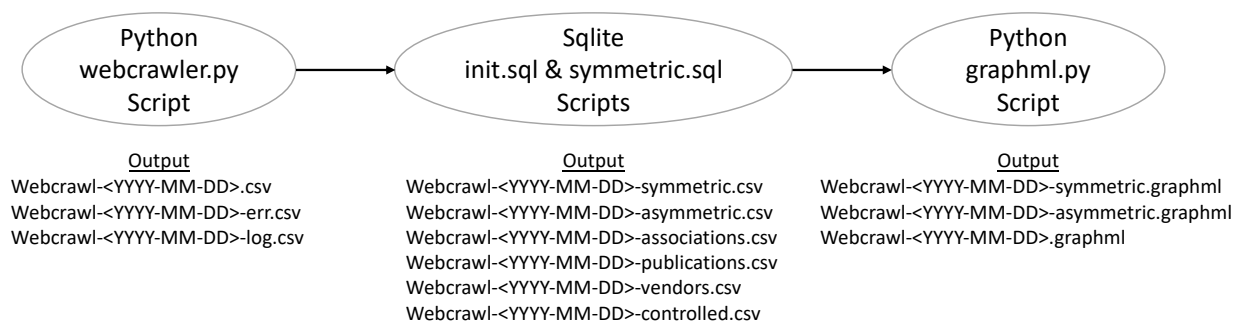 Python
webcrawler.py
Script
Sqlite
init.sql & symmetric.sql
Scripts
Python
graphml.py
Script
Output
Webcrawl-<YYYY-MM-DD>.csv
Webcrawl-<YYYY-MM-DD>-err.csv
Webcrawl-<YYYY-MM-DD>-log.csv
Output
Webcrawl-<YYYY-MM-DD>-symmetric.csv
Webcrawl-<YYYY-MM-DD>-asymmetric.csv
Webcrawl-<YYYY-MM-DD>-associations.csv
Webcrawl-<YYYY-MM-DD>-publications.csv
Webcrawl-<YYYY-MM-DD>-vendors.csv
Webcrawl-<YYYY-MM-DD>-controlled.csv
Output
Webcrawl-<YYYY-MM-DD>-symmetric.graphml
Webcrawl-<YYYY-MM-DD>-asymmetric.graphml
Webcrawl-<YYYY-MM-DD>.graphml